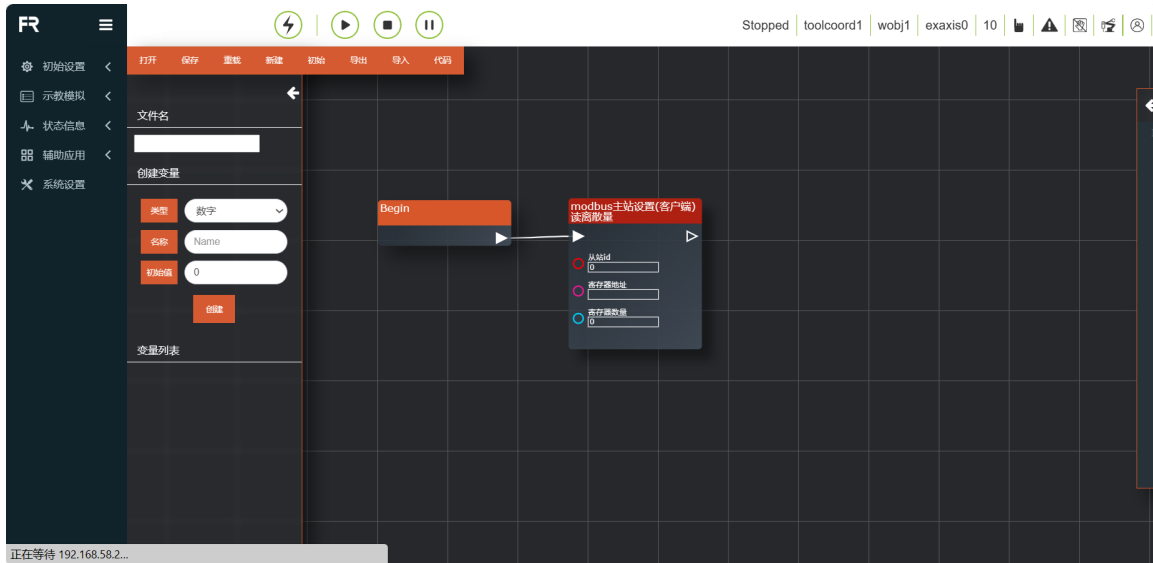 FR
Stopped toolcoord1 wobj1 exaxis0 10
初始设置
示教模拟
状态信息
辅助应用
系统设置
打开 保存 重载 新建 初始 导出 导入 代码
文件名
创建变量
类型 数字
名称 Name
初始值 0
创建
变量列表
Begin
modbus主站设置(客户端)
读离散量
从站id
0
寄存器地址
寄存器数量
0
正在等待 192.168.58.2...